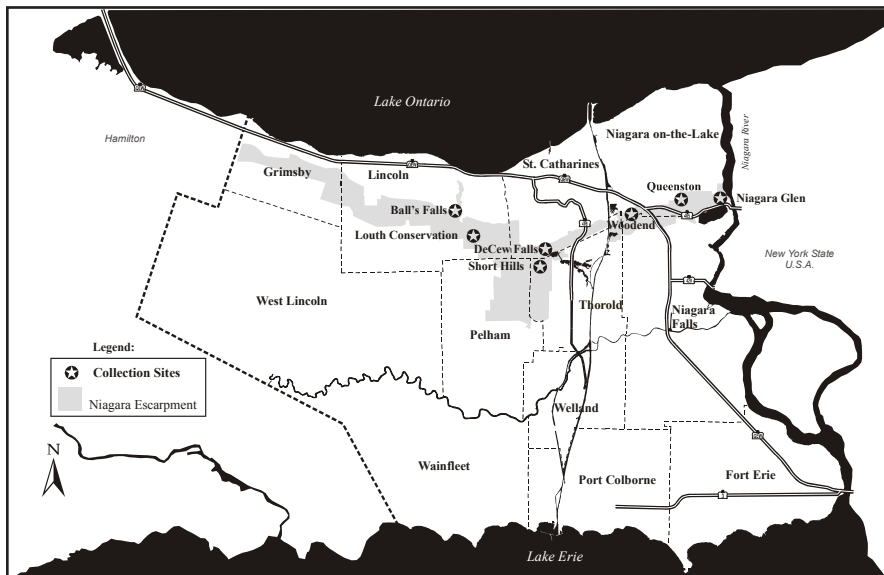 Lake Ontario
Hamilton
Niagara on-the-Lake
Niagara River
St. Catharines
Grimsby
Lincoln
Queenston
Niagara Glen
Ball's Falls
Woodend
Louth Conservation
DeCew Falls
Short Hills
New York State
U.S.A.
West Lincoln
Thorold
Niagara
Falls
Pelham
Legend:
Collection Sites
Niagara Escarpment
Welland
N
Wainfleet
Port Colborne
Fort Erie
Lake Erie